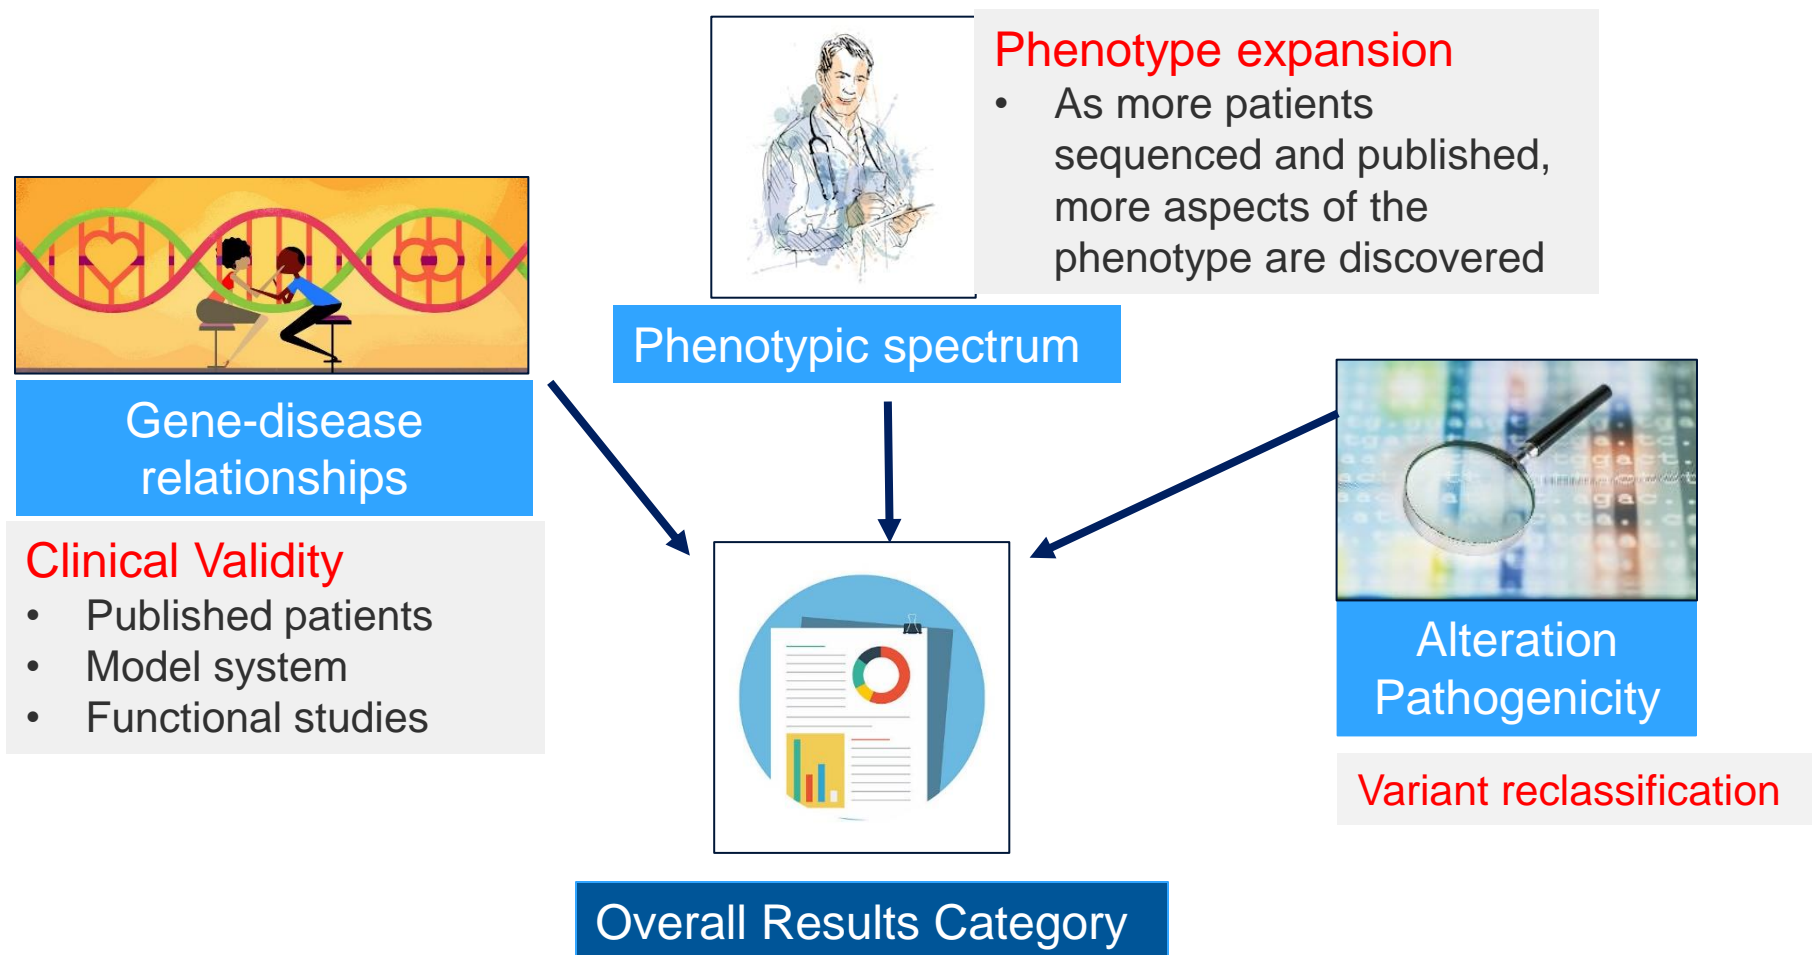 Phenotype expansion
• As more patients
sequenced and published,
more aspects of the
phenotype are discovered
Phenotypic spectrum
Gene-disease
relationships
Clinical Validity
• Published patients
• Model system
• Functional studies
Alteration
Pathogenicity
Variant reclassification
Overall Results Category